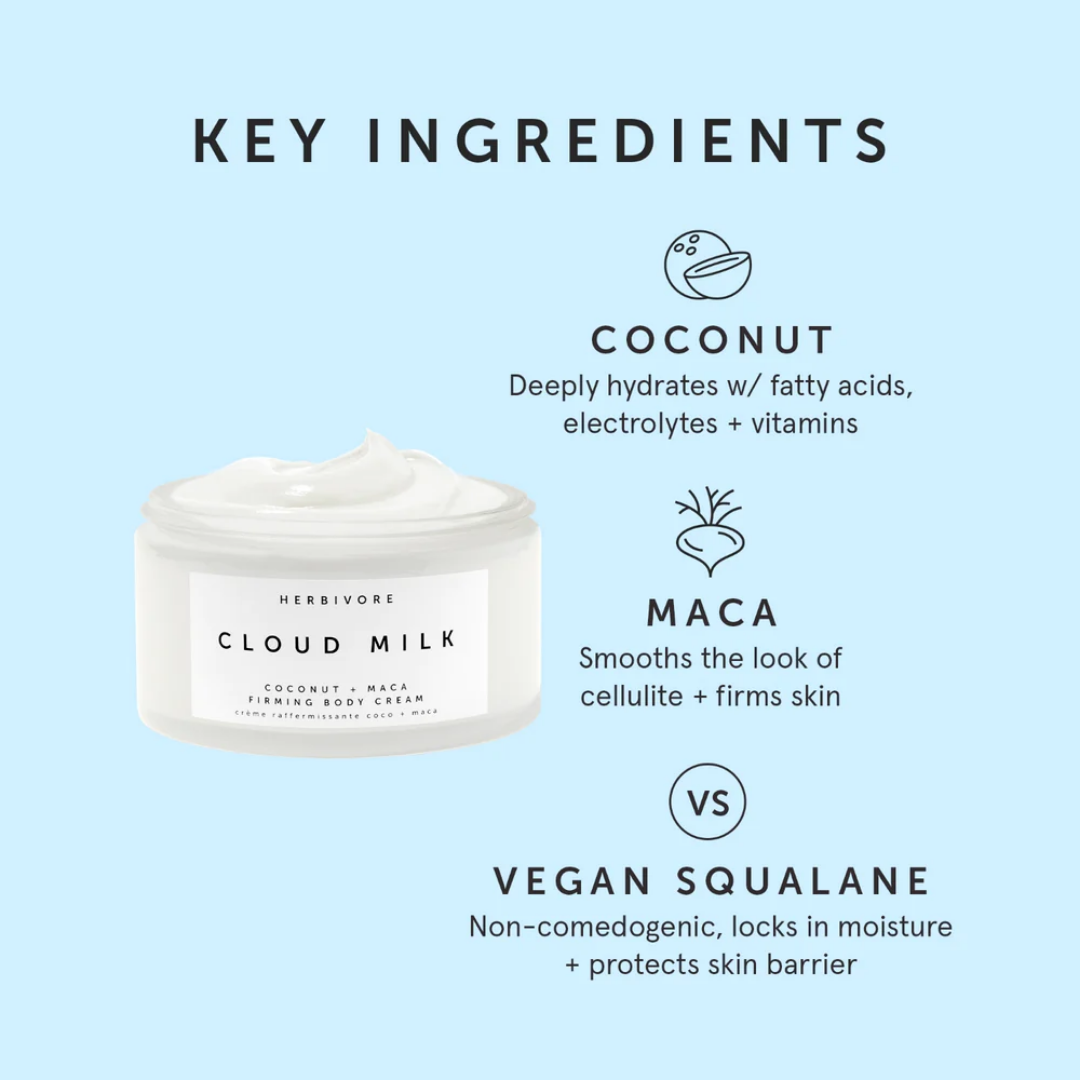 KEY INGREDIENTS
COCONUT
Deeply hydrates w/ fatty acids,
electrolytes + vitamins
MACA
Smooths the look of
cellulite + firms skin
VS
VEGAN SQUALANE
Non-comedogenic, locks in moisture
+ protects skin barrier
HERBIVORE
CLOUD MILK
COCONUT + MACA
FIRMING BODY CREAM
crème raffermissante coco + maca